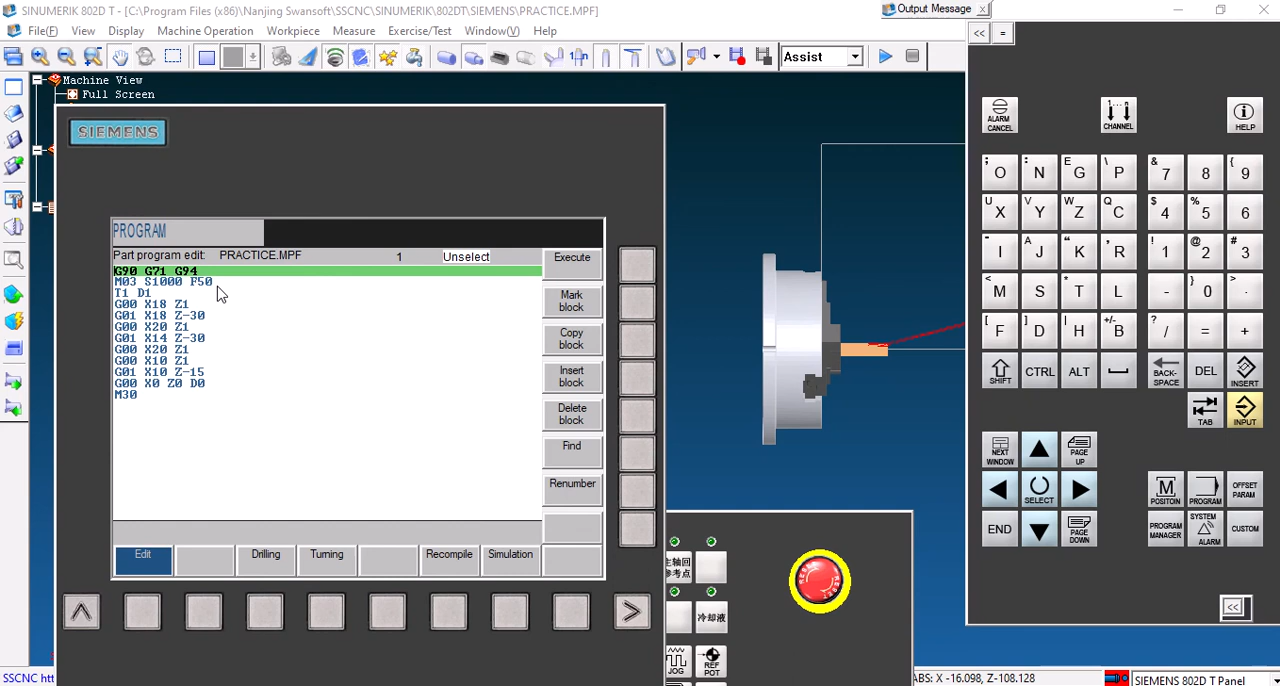 SINUMERIK 802D T - [C:\Program Files (x86)\Nanjing Swansoft\SSCNC\SINUMERIK\802DT\SIEMENS\PRACTICE.MPF]
Output Message
File(F) View Display Machine Operation Workpiece Measure Exercise/Test Window(V) Help
Assist
Machine View
Full Screen
SIEMENS
PROGRAM
Part program edit: PRACTICE.MPF 1 Unselect
G90 G71 G94
M03 S1000 F50
T1 D1
G00 X18 Z1
G01 X18 Z-30
G00 X20 Z1
G01 X14 Z-30
G00 X20 Z1
G00 X10 Z1
G01 X10 Z-15
G00 X0 Z0 D0
M30
Execute
Mark
block
Copy
block
Insert
block
Delete
block
Find
Renumber
Edit Drilling Turning Recompile Simulation
主轴回
参考点
冷却液
JOG
REF
POT
RESET
<< =
ALARM
CANCEL
CHANNEL
HELP
; O : N E G \ P & 7 8 { 9
U X V Y W Z Q C $ 4 % 5 6
" I A J " K ' R ! 1 @ 2 # 3
< M S * T L - } 0 > .
[ F ] D | H +/- B ? / = +
SHIFT CTRL ALT BACK-
SPACE DEL INSERT
TAB INPUT
NEXT
WINDOW
PAGE
UP
SELECT
M
POSITION
PROGRAM
OFFSET
PARAM
END
PAGE
DOWN
PROGRAM
MANAGER
SYSTEM
ALARM
CUSTOM
<<
SSCNC htt
ABS: X -16.098, Z-108.128
SIEMENS 802D T Panel